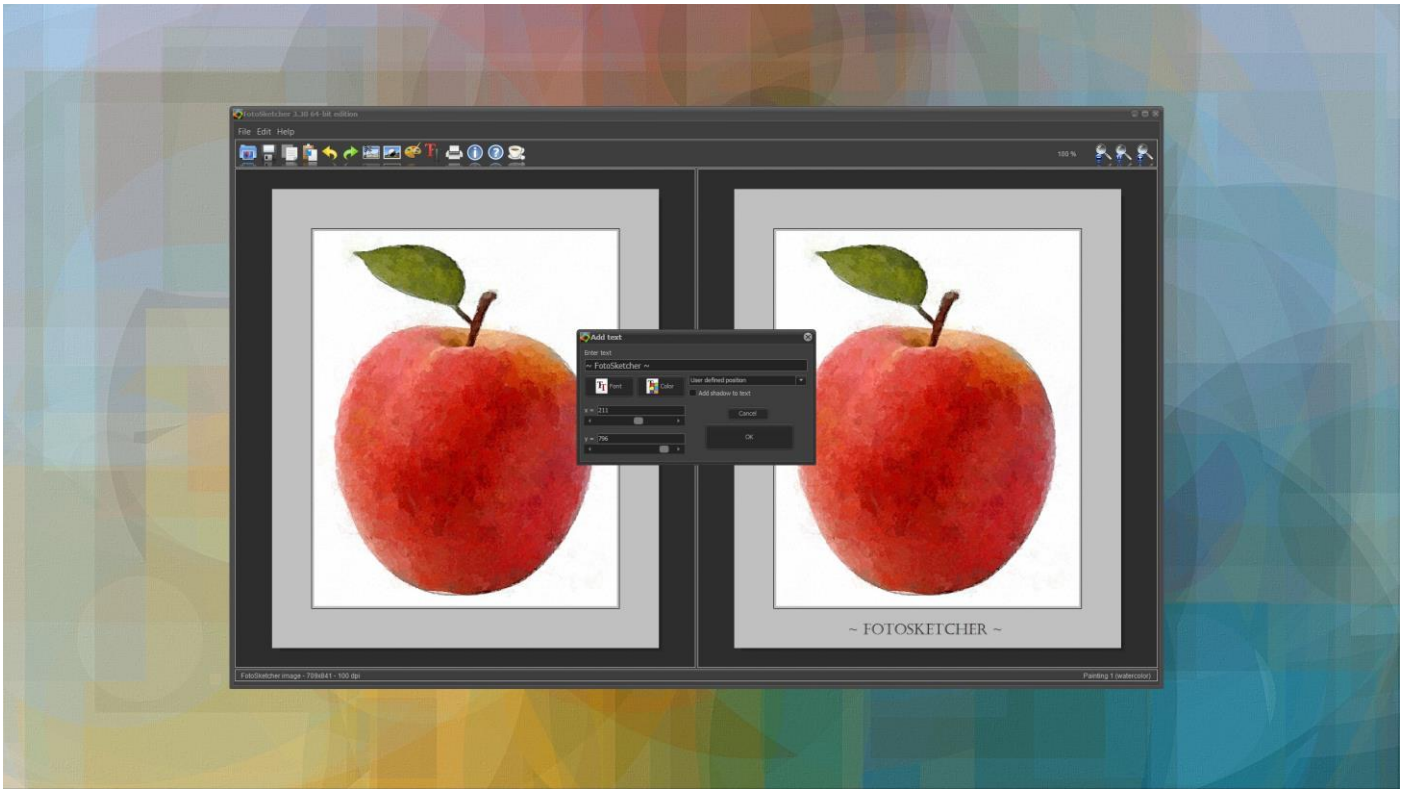 FotoSketcher 3.30 64-bit edition
File Edit Help
100 %
Add text
Enter text
~ FotoSketcher ~
Font
Color
User defined position
Add shadow to text
x = 211
Cancel
y = 796
OK
~ FOTOSKETCHER ~
FotoSketcher image - 709x841 - 100 dpi
Painting 1 (watercolor)